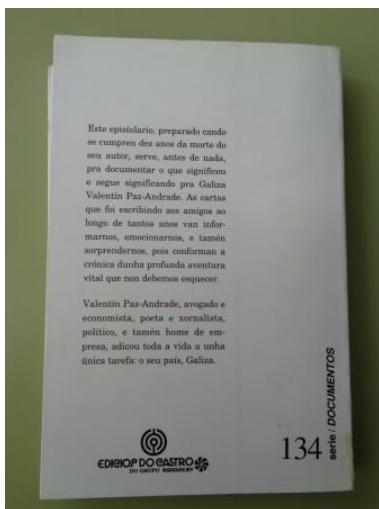 Este epistolario, preparado cando
se cumpren dez anos da morte do
seu autor, serve, antes de nada,
pra documentar o que significou
e segue significando pra Galiza
Valentín Paz-Andrade. As cartas
que foi escribindo aos amigos ao
longo de tantos anos van infor-
marnos, emocionarnos, e tamén
sorprendernos, pois conforman a
crónica dunha profunda aventura
vital que non debemos esquecer.
Valentín Paz-Andrade, avogado e
economista, poeta e xornalista,
político, e tamén home de em-
presa, adicou toda a vida a unha
única tarefa: o seu país, Galiza.
EDICIOP DO CASTRO
DO GRUPO
134
serie / DOCUMENTOS